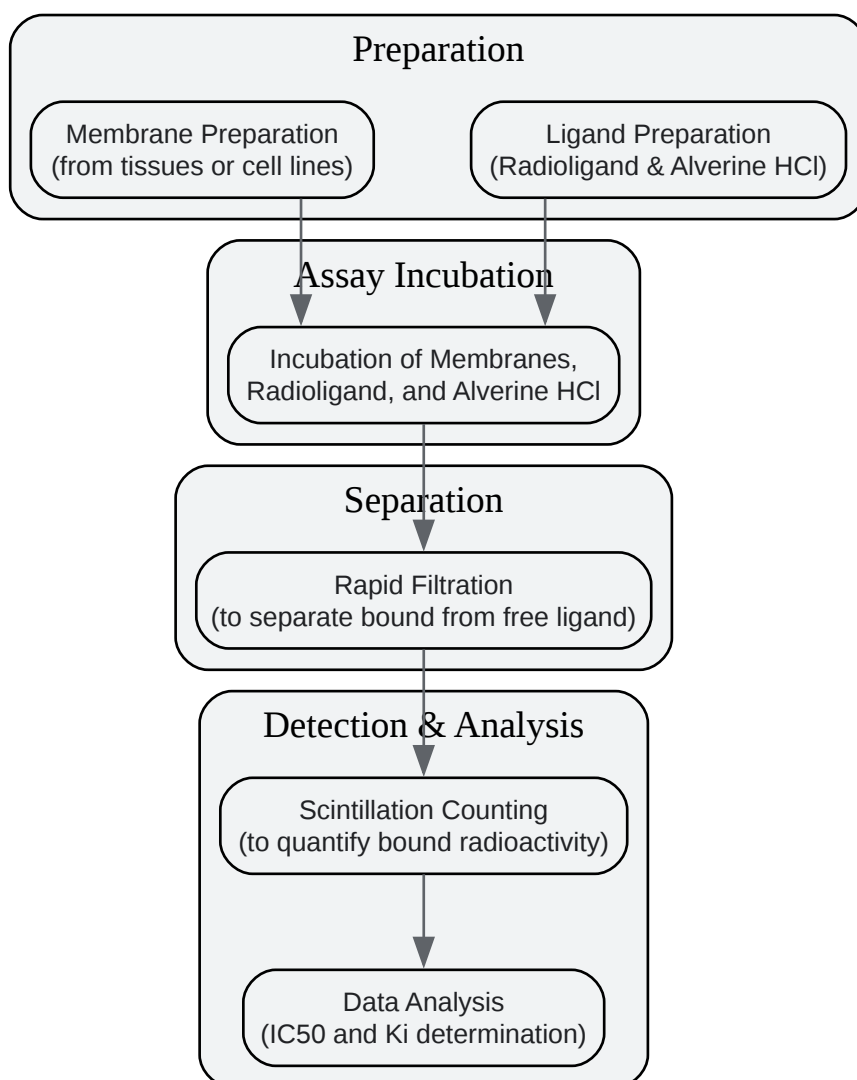 Preparation
Membrane Preparation
(from tissues or cell lines)
Ligand Preparation
(Radioligand & Alverine HCl)
Assay Incubation
Incubation of Membranes,
Radioligand, and Alverine HCl
Separation
Rapid Filtration
(to separate bound from free ligand)
Detection & Analysis
Scintillation Counting
(to quantify bound radioactivity)
Data Analysis
(IC50 and Ki determination)